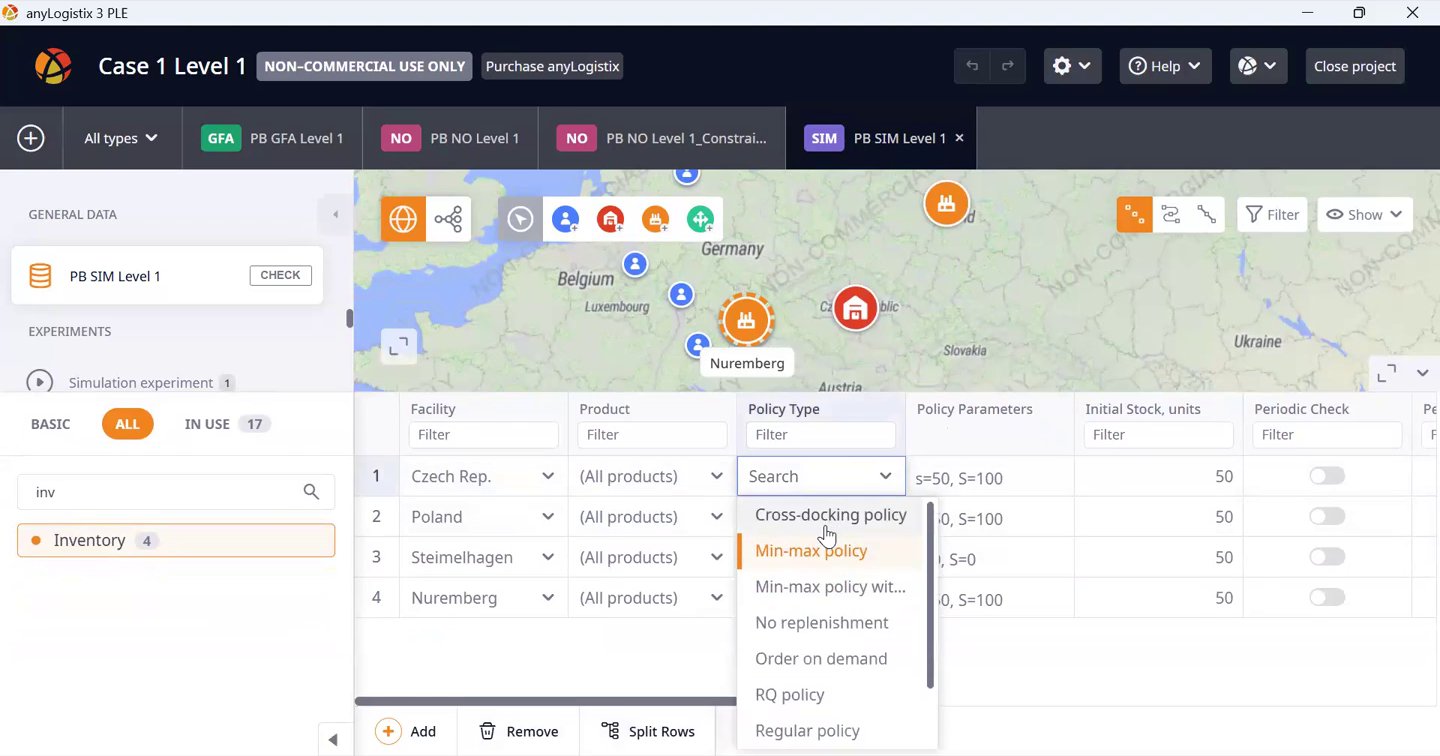 anyLogistix 3 PLE
Case 1 Level 1
NON-COMMERCIAL USE ONLY
Purchase anyLogistix
Help
Close project
All types
GFA PB GFA Level 1
NO PB NO Level 1
NO PB NO Level 1_Constrai...
SIM PB SIM Level 1
GENERAL DATA
PB SIM Level 1
CHECK
EXPERIMENTS
Simulation experiment 1
BASIC
ALL
IN USE 17
inv
Inventory 4
Filter
Show
Germany
Belgium
Luxembourg
Nuremberg
Slovakia
Austria
Ukraine
NON-COMMERCIAL
Facility Product Policy Type Policy Parameters Initial Stock, units Periodic Check
Filter Filter Filter Filter Filter
1 Czech Rep. (All products) Search s=50, S=100 50
2 Poland (All products) S=100 50
3 Steimelhagen (All products) S=0 50
4 Nuremberg (All products) S=100 50
Cross-docking policy
Min-max policy
Min-max policy wit...
No replenishment
Order on demand
RQ policy
Regular policy
Add
Remove
Split Rows